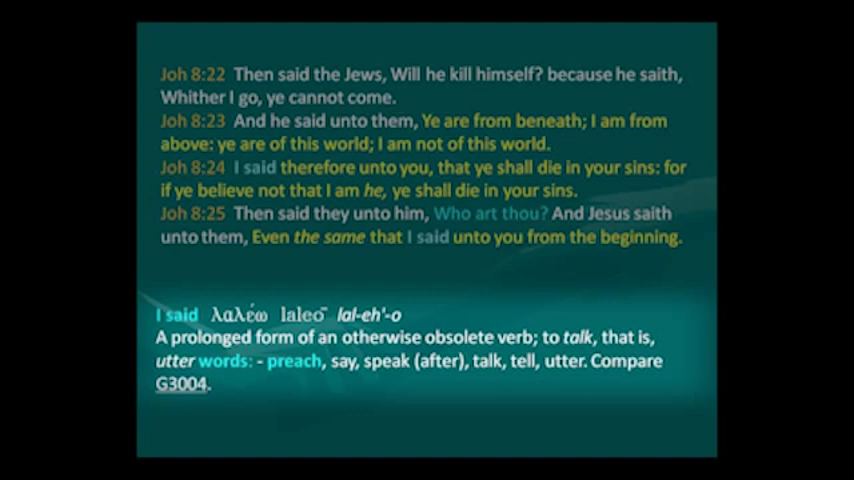 Joh 8:22 Then said the Jews, Will he kill himself? because he saith,
Whither I go, ye cannot come.
Joh 8:23 And he said unto them, Ye are from beneath; I am from
above: ye are of this world; I am not of this world.
Joh 8:24 I said therefore unto you, that ye shall die in your sins: for
if ye believe not that I am he, ye shall die in your sins.
Joh 8:25 Then said they unto him, Who art thou? And Jesus saith
unto them, Even the same that I said unto you from the beginning.
I said λαλέω laleō lal-eh'-o
A prolonged form of an otherwise obsolete verb; to talk, that is,
utter words: - preach, say, speak (after), talk, tell, utter. Compare
G3004.